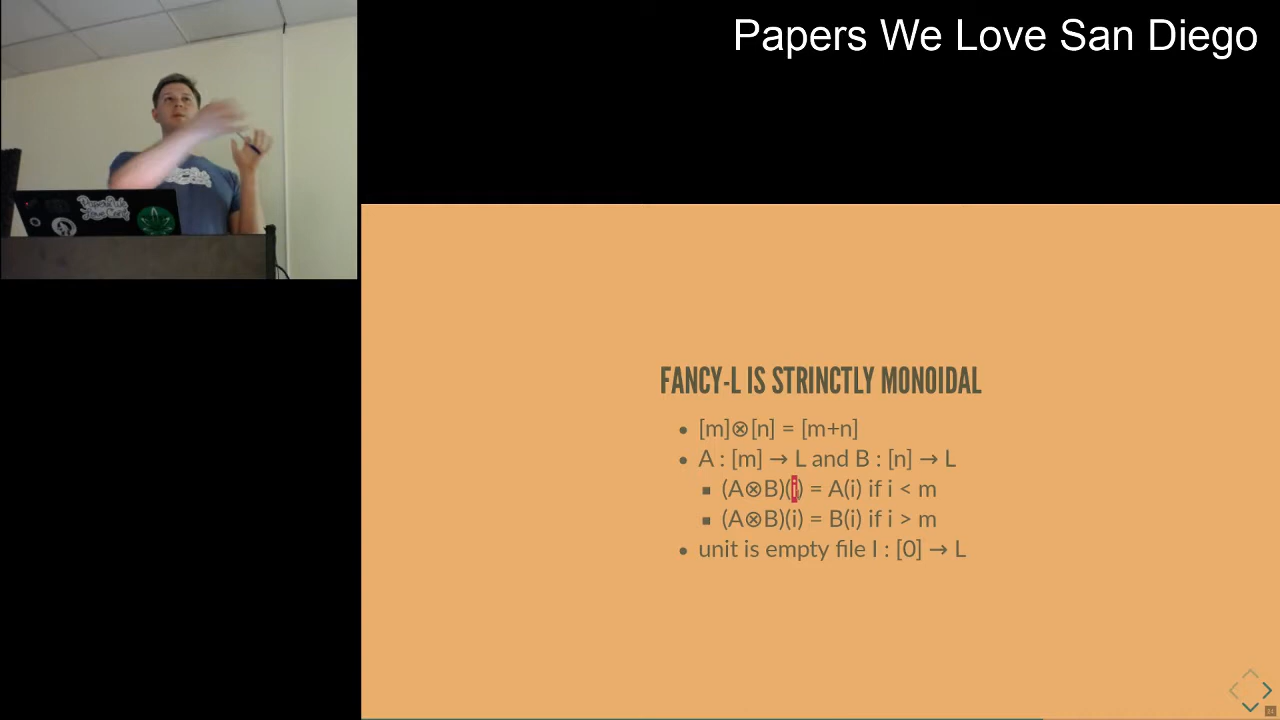 Papers We Love San Diego
FANCY-L IS STRINCTLY MONOIDAL
[m]⊗[n] = [m+n]
A : [m] → L and B : [n] → L
(A⊗B)(i) = A(i) if i < m
(A⊗B)(i) = B(i) if i > m
unit is empty file I : [0] → L